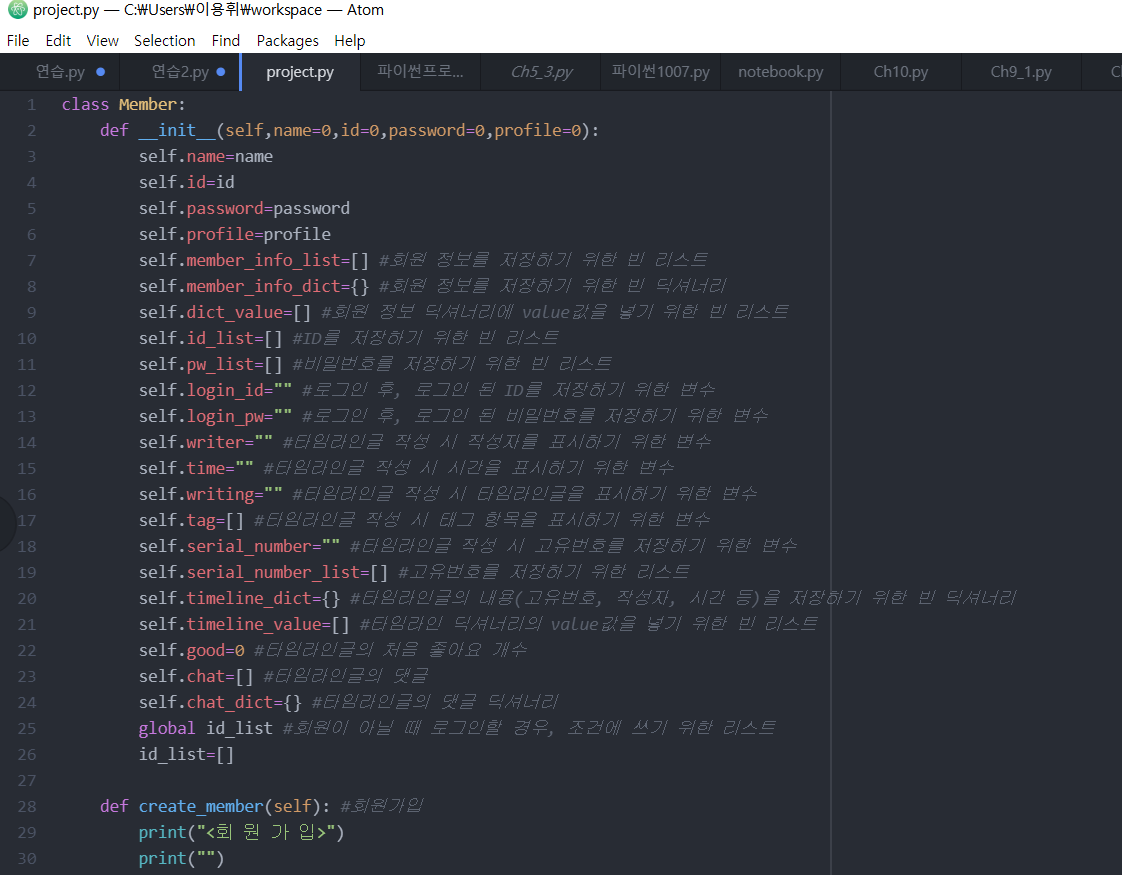 project.py — C:₩Users₩이용휘₩workspace — Atom
File Edit View Selection Find Packages Help
연습.py 연습2.py project.py 파이썬프로... Ch5_3.py 파이썬1007.py notebook.py Ch10.py Ch9_1.py
1 class Member:
2     def __init__(self,name=0,id=0,password=0,profile=0):
3         self.name=name
4         self.id=id
5         self.password=password
6         self.profile=profile
7         self.member_info_list=[] #회원 정보를 저장하기 위한 빈 리스트
8         self.member_info_dict={} #회원 정보를 저장하기 위한 빈 딕셔너리
9         self.dict_value=[] #회원 정보 딕셔너리에 value값을 넣기 위한 빈 리스트
10         self.id_list=[] #ID를 저장하기 위한 빈 리스트
11         self.pw_list=[] #비밀번호를 저장하기 위한 빈 리스트
12         self.login_id="" #로그인 후, 로그인 된 ID를 저장하기 위한 변수
13         self.login_pw="" #로그인 후, 로그인 된 비밀번호를 저장하기 위한 변수
14         self.writer="" #타임라인글 작성 시 작성자를 표시하기 위한 변수
15         self.time="" #타임라인글 작성 시 시간을 표시하기 위한 변수
16         self.writing="" #타임라인글 작성 시 타임라인글을 표시하기 위한 변수
17         self.tag=[] #타임라인글 작성 시 태그 항목을 표시하기 위한 변수
18         self.serial_number="" #타임라인글 작성 시 고유번호를 저장하기 위한 변수
19         self.serial_number_list=[] #고유번호를 저장하기 위한 리스트
20         self.timeline_dict={} #타임라인글의 내용(고유번호, 작성자, 시간 등)을 저장하기 위한 빈 딕셔너리
21         self.timeline_value=[] #타임라인 딕셔너리의 value값을 넣기 위한 빈 리스트
22         self.good=0 #타임라인글의 처음 좋아요 개수
23         self.chat=[] #타임라인글의 댓글
24         self.chat_dict={} #타임라인글의 댓글 딕셔너리
25         global id_list #회원이 아닐 때 로그인할 경우, 조건에 쓰기 위한 리스트
26         id_list=[]
27
28     def create_member(self): #회원가입
29         print("<회 원 가 입>")
30         print("")